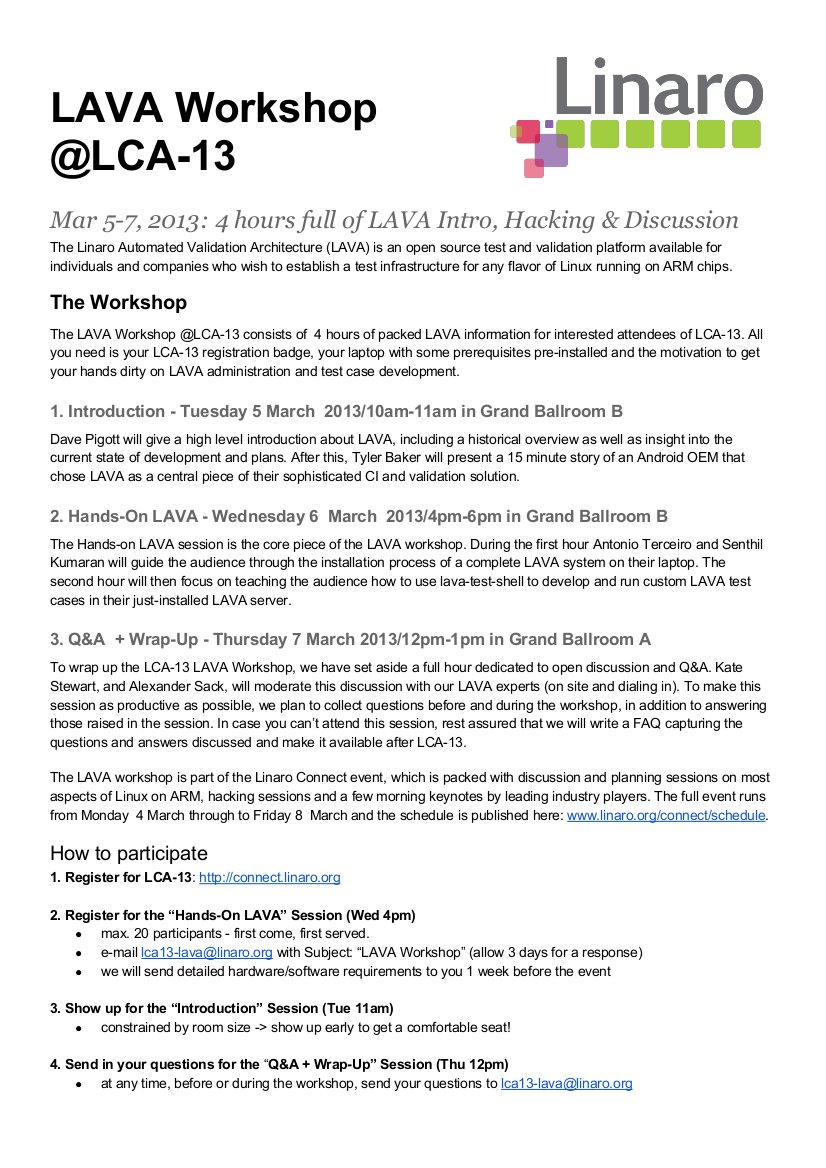 LAVA Workshop
@LCA-13
Linaro
Mar 5-7, 2013: 4 hours full of LAVA Intro, Hacking & Discussion
The Linaro Automated Validation Architecture (LAVA) is an open source test and validation platform available for
individuals and companies who wish to establish a test infrastructure for any flavor of Linux running on ARM chips.
The Workshop
The LAVA Workshop @LCA-13 consists of  4 hours of packed LAVA information for interested attendees of LCA-13. All
you need is your LCA-13 registration badge, your laptop with some prerequisites pre-installed and the motivation to get
your hands dirty on LAVA administration and test case development.
1. Introduction - Tuesday 5 March  2013/10am-11am in Grand Ballroom B
Dave Pigott will give a high level introduction about LAVA, including a historical overview as well as insight into the
current state of development and plans. After this, Tyler Baker will present a 15 minute story of an Android OEM that
chose LAVA as a central piece of their sophisticated CI and validation solution.
2. Hands-On LAVA - Wednesday 6  March  2013/4pm-6pm in Grand Ballroom B
The Hands-on LAVA session is the core piece of the LAVA workshop. During the first hour Antonio Terceiro and Senthil
Kumaran will guide the audience through the installation process of a complete LAVA system on their laptop. The
second hour will then focus on teaching the audience how to use lava-test-shell to develop and run custom LAVA test
cases in their just-installed LAVA server.
3. Q&A  + Wrap-Up - Thursday 7 March 2013/12pm-1pm in Grand Ballroom A
To wrap up the LCA-13 LAVA Workshop, we have set aside a full hour dedicated to open discussion and Q&A. Kate
Stewart, and Alexander Sack, will moderate this discussion with our LAVA experts (on site and dialing in). To make this
session as productive as possible, we plan to collect questions before and during the workshop, in addition to answering
those raised in the session. In case you can’t attend this session, rest assured that we will write a FAQ capturing the
questions and answers discussed and make it available after LCA-13.
The LAVA workshop is part of the Linaro Connect event, which is packed with discussion and planning sessions on most
aspects of Linux on ARM, hacking sessions and a few morning keynotes by leading industry players. The full event runs
from Monday  4 March through to Friday 8  March and the schedule is published here: www.linaro.org/connect/schedule.
How to participate
1. Register for LCA-13: http://connect.linaro.org
2. Register for the “Hands-On LAVA” Session (Wed 4pm)
● max. 20 participants - first come, first served.
● e-mail lca13-lava@linaro.org with Subject: “LAVA Workshop” (allow 3 days for a response)
● we will send detailed hardware/software requirements to you 1 week before the event
3. Show up for the “Introduction” Session (Tue 11am)
● constrained by room size -> show up early to get a comfortable seat!
4. Send in your questions for the “Q&A + Wrap-Up” Session (Thu 12pm)
● at any time, before or during the workshop, send your questions to lca13-lava@linaro.org